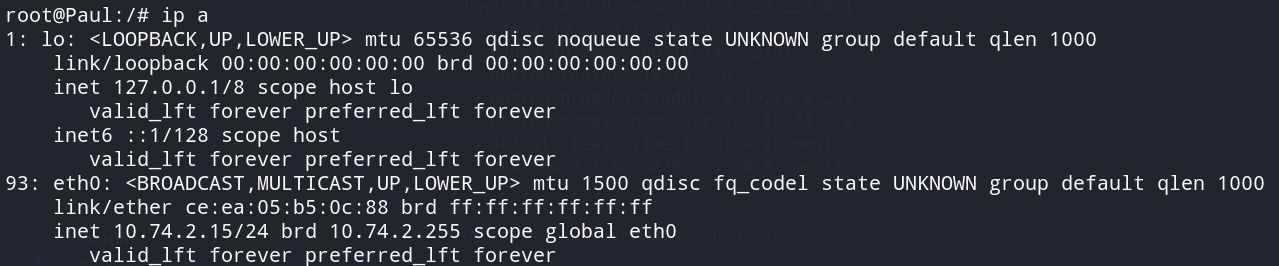 root@Paul:/# ip a
1: lo: <LOOPBACK,UP,LOWER_UP> mtu 65536 qdisc noqueue state UNKNOWN group default qlen 1000
    link/loopback 00:00:00:00:00:00 brd 00:00:00:00:00:00
    inet 127.0.0.1/8 scope host lo
       valid_lft forever preferred_lft forever
    inet6 ::1/128 scope host
       valid_lft forever preferred_lft forever
93: eth0: <BROADCAST,MULTICAST,UP,LOWER_UP> mtu 1500 qdisc fq_codel state UNKNOWN group default qlen 1000
    link/ether ce:ea:05:b5:0c:88 brd ff:ff:ff:ff:ff:ff
    inet 10.74.2.15/24 brd 10.74.2.255 scope global eth0
       valid_lft forever preferred_lft forever